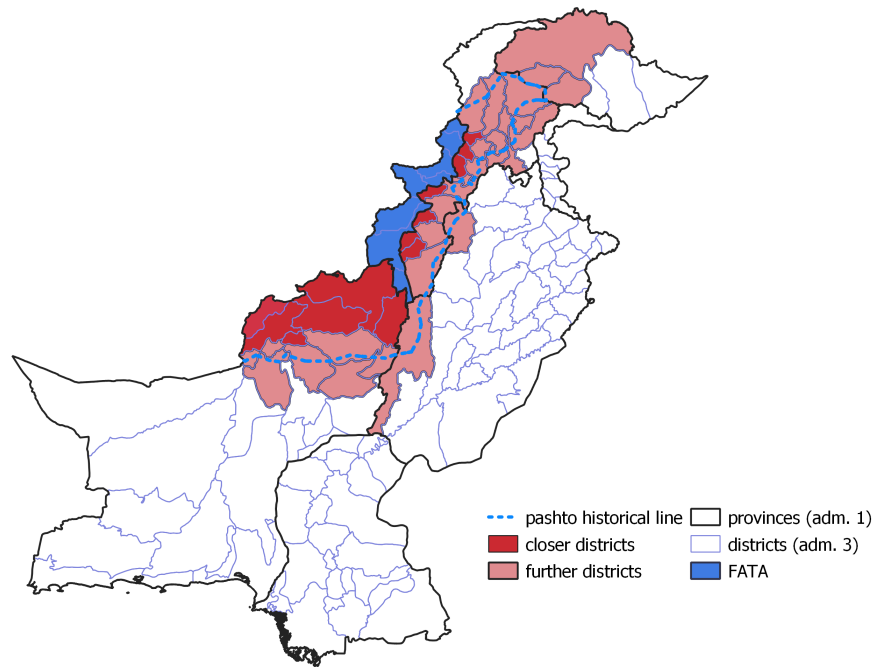 pashto historical line
provinces (adm. 1)
closer districts
districts (adm. 3)
further districts
FATA